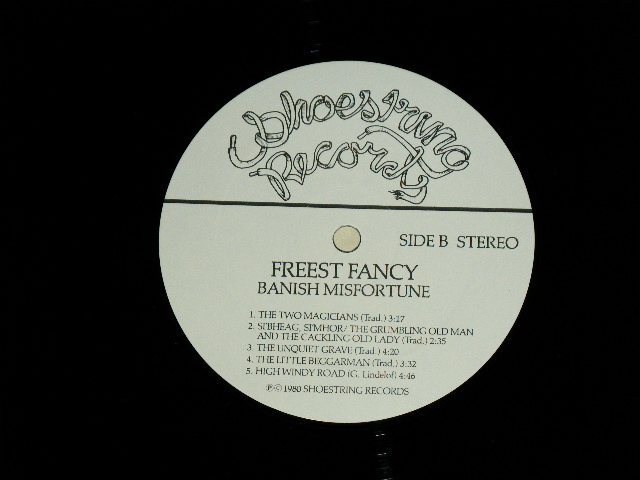 Shoestring
Records
SIDE B STEREO
FREEST FANCY
BANISH MISFORTUNE
1. THE TWO MAGICIANS (Trad.) 3:17
2. SI'BHEAG, SI'MHOR/ THE GRUMBLING OLD MAN
AND THE CACKLING OLD LADY (Trad.) 2:35
3. THE UNQUIET GRAVE (Trad.) 4:20
4. THE LITTLE BEGGARMAN (Trad.) 3:32
5. HIGH WINDY ROAD (G. Lindelof) 4:46
℗© 1980 SHOESTRING RECORDS